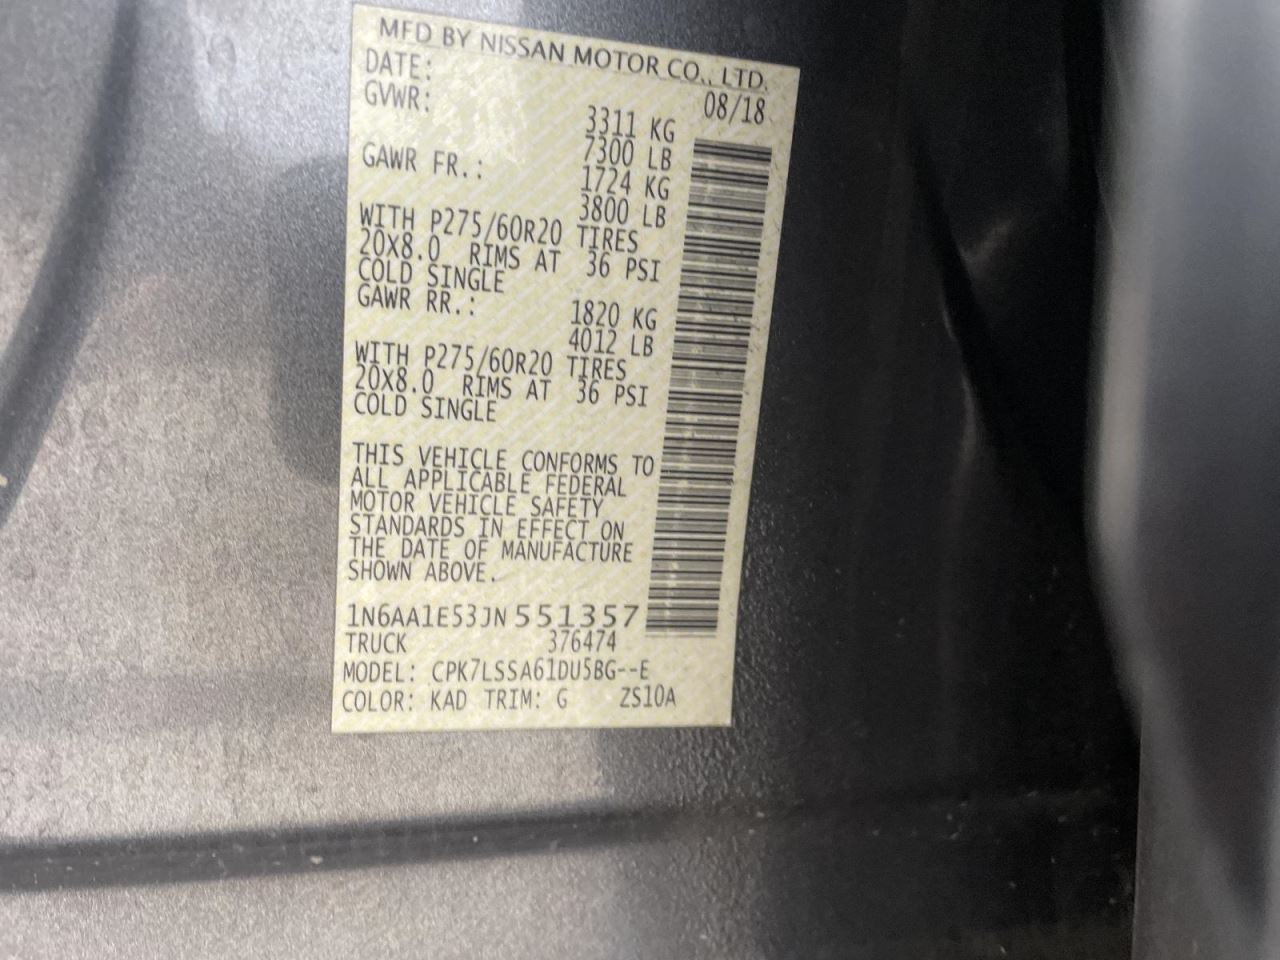 MFD BY NISSAN MOTOR CO., LTD.
DATE: 08/18
GVWR: 3311 KG
7300 LB
GAWR FR.: 1724 KG
3800 LB
WITH P275/60R20 TIRES
20X8.0 RIMS AT 36 PSI
COLD SINGLE
GAWR RR.: 1820 KG
4012 LB
WITH P275/60R20 TIRES
20X8.0 RIMS AT 36 PSI
COLD SINGLE
THIS VEHICLE CONFORMS TO
ALL APPLICABLE FEDERAL
MOTOR VEHICLE SAFETY
STANDARDS IN EFFECT ON
THE DATE OF MANUFACTURE
SHOWN ABOVE.
1N6AA1E53JN551357
TRUCK 376474
MODEL: CPK7LSSA61DU5BG--E
COLOR: KAD TRIM: G ZS10A